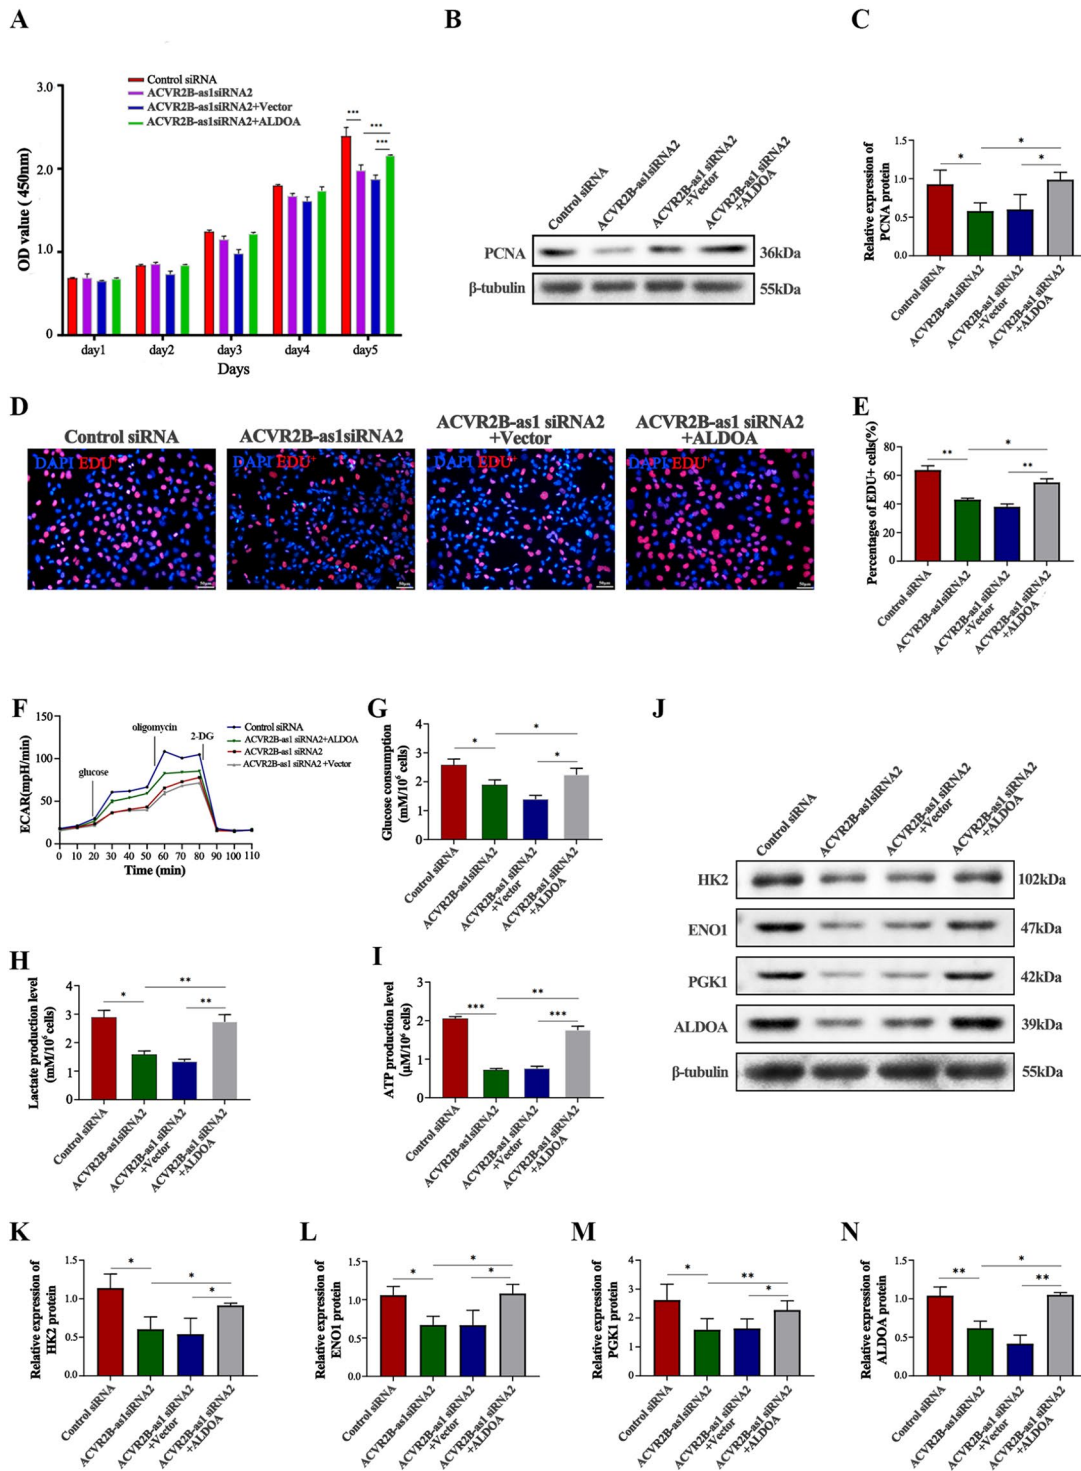 A
Control siRNA
ACVR2B-as1siRNA2
ACVR2B-as1siRNA2+Vector
ACVR2B-as1siRNA2+ALDOA
OD value ( 450nm)
3.0
2.0
1.0
0
*** *** ***
day1 day2 day3 day4 day5
Days
B
Control siRNA
ACVR2B-as1siRNA2
ACVR2B-as1 siRNA2
+Vector
ACVR2B-as1 siRNA2
+ALDOA
PCNA 36kDa
β-tubulin 55kDa
C
Relative expression of
PCNA protein
1.5
1.0
0.5
0.0
* * *
Control siRNA
ACVR2B-as1siRNA2
ACVR2B-as1 siRNA2
+Vector
ACVR2B-as1 siRNA2
+ALDOA
D
Control siRNA
ACVR2B-as1siRNA2
ACVR2B-as1 siRNA2
+Vector
ACVR2B-as1 siRNA2
+ALDOA
DAPI EDU+
DAPI EDU+
DAPI EDU+
DAPI EDU+
50μm
50μm
50μm
50μm
E
Percentages of EDU+ cells(%)
80
60
40
20
0
** * **
Control siRNA
ACVR2B-as1siRNA2
ACVR2B-as1 siRNA2
+Vector
ACVR2B-as1 siRNA2
+ALDOA
F
ECAR(mpH/min)
150
100
50
0
glucose
oligomycin
2-DG
Control siRNA
ACVR2B-as1 siRNA2+ALDOA
ACVR2B-as1 siRNA2
ACVR2B-as1 siRNA2 +Vector
0 10 20 30 40 50 60 70 80 90 100 110
Time (min)
G
Glucose consumption
(mM/10⁶ cells)
4
3
2
1
0
* * *
Control siRNA
ACVR2B-as1siRNA2
ACVR2B-as1 siRNA2
+Vector
ACVR2B-as1 siRNA2
+ALDOA
H
Lactate production level
(mM/10⁶ cells)
4
3
2
1
0
* ** **
Control siRNA
ACVR2B-as1siRNA2
ACVR2B-as1 siRNA2
+Vector
ACVR2B-as1 siRNA2
+ALDOA
I
ATP production level
(μM/10⁶ cells)
3
2
1
0
*** ** ***
Control siRNA
ACVR2B-as1siRNA2
ACVR2B-as1 siRNA2
+Vector
ACVR2B-as1 siRNA2
+ALDOA
J
Control siRNA
ACVR2B-as1siRNA2
ACVR2B-as1 siRNA2
+Vector
ACVR2B-as1 siRNA2
+ALDOA
HK2 102kDa
ENO1 47kDa
PGK1 42kDa
ALDOA 39kDa
β-tubulin 55kDa
K
Relative expression of
HK2 protein
1.5
1.0
0.5
0.0
* * *
Control siRNA
ACVR2B-as1siRNA2
ACVR2B-as1 siRNA2
+Vector
ACVR2B-as1 siRNA2
+ALDOA
L
Relative expression of
ENO1 protein
1.5
1.0
0.5
0.0
* * *
Control siRNA
ACVR2B-as1siRNA2
ACVR2B-as1 siRNA2
+Vector
ACVR2B-as1 siRNA2
+ALDOA
M
Relative expression of
PGK1 protein
4
3
2
1
0
* ** *
Control siRNA
ACVR2B-as1siRNA2
ACVR2B-as1 siRNA2
+Vector
ACVR2B-as1 siRNA2
+ALDOA
N
Relative expression of
ALDOA protein
1.5
1.0
0.5
0.0
** * **
Control siRNA
ACVR2B-as1siRNA2
ACVR2B-as1 siRNA2
+Vector
ACVR2B-as1 siRNA2
+ALDOA